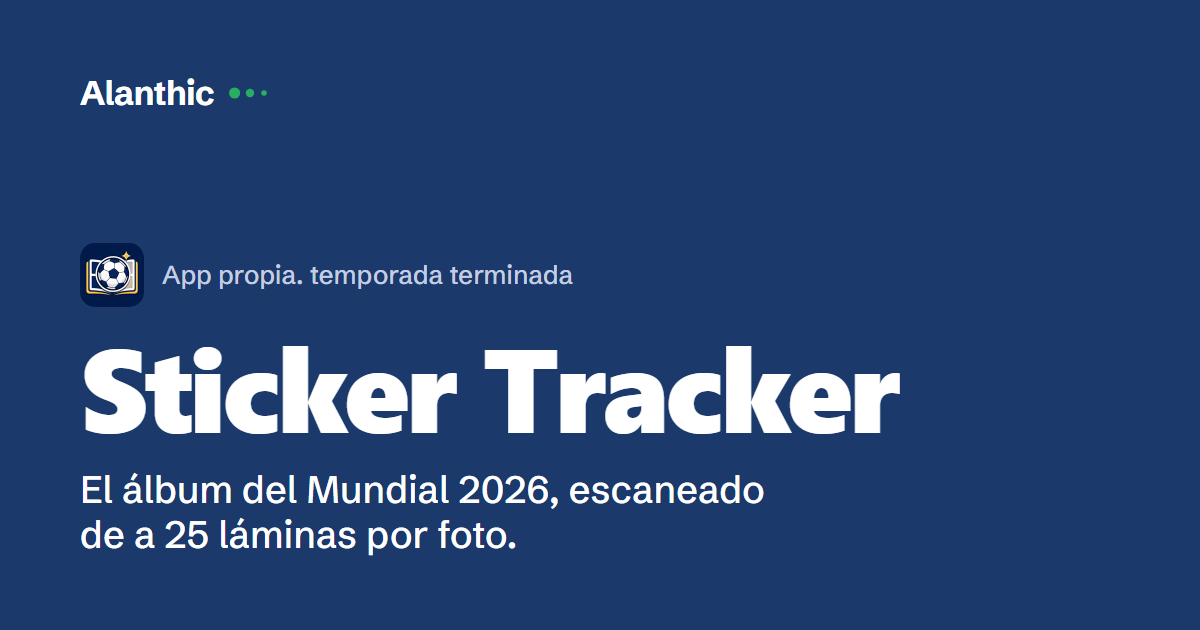 Alanthic
App propia. temporada terminada
Sticker Tracker
El álbum del Mundial 2026, escaneado
de a 25 láminas por foto.